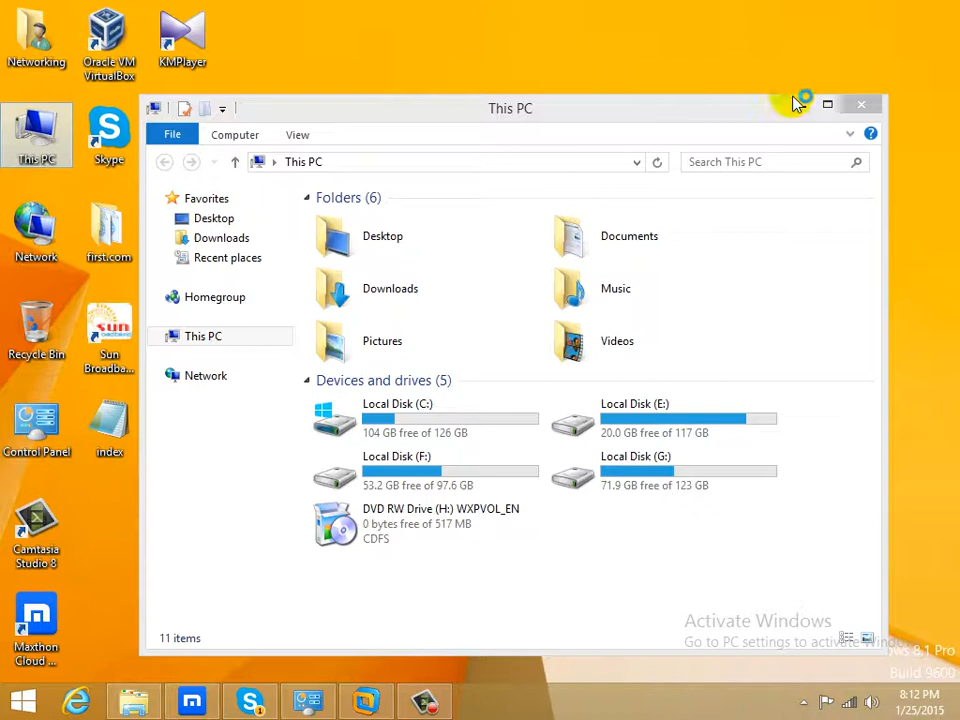 Networking
Oracle VM
VirtualBox
KMPlayer
This PC
Skype
Network
first.com
Recycle Bin
Sun
Broadba...
Control Panel
index
Camtasia
Studio 8
Maxthon
Cloud ...
This PC
File
Computer
View
This PC
Search This PC
Favorites
Desktop
Downloads
Recent places
Homegroup
This PC
Network
Folders (6)
Desktop
Documents
Downloads
Music
Pictures
Videos
Devices and drives (5)
Local Disk (C:)
104 GB free of 126 GB
Local Disk (E:)
20.0 GB free of 117 GB
Local Disk (F:)
53.2 GB free of 97.6 GB
Local Disk (G:)
71.9 GB free of 123 GB
DVD RW Drive (H:) WXPVOL_EN
0 bytes free of 517 MB
CDFS
11 items
Activate Windows
Go to PC settings to activate
8.1 Pro
Build 9600
8:12 PM
1/25/2015